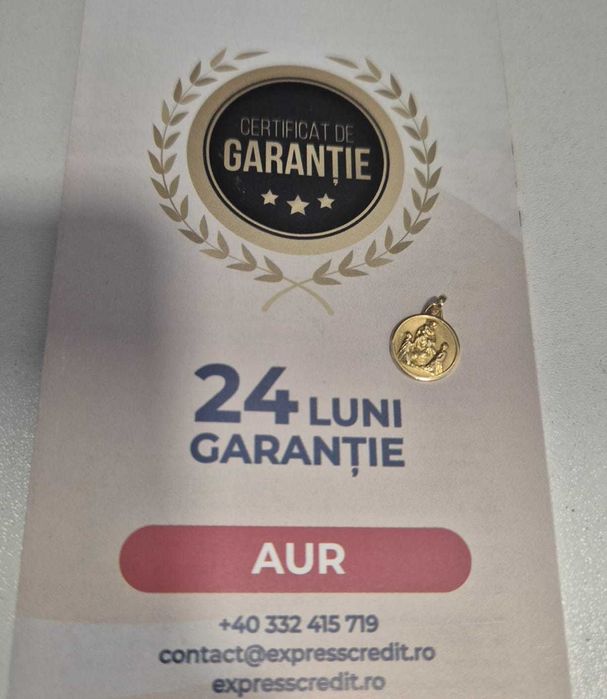 CERTIFICAT DE
GARANȚIE
24 LUNI
GARANȚIE
AUR
+40 332 415 719
contact@expresscredit.ro
expresscredit.ro